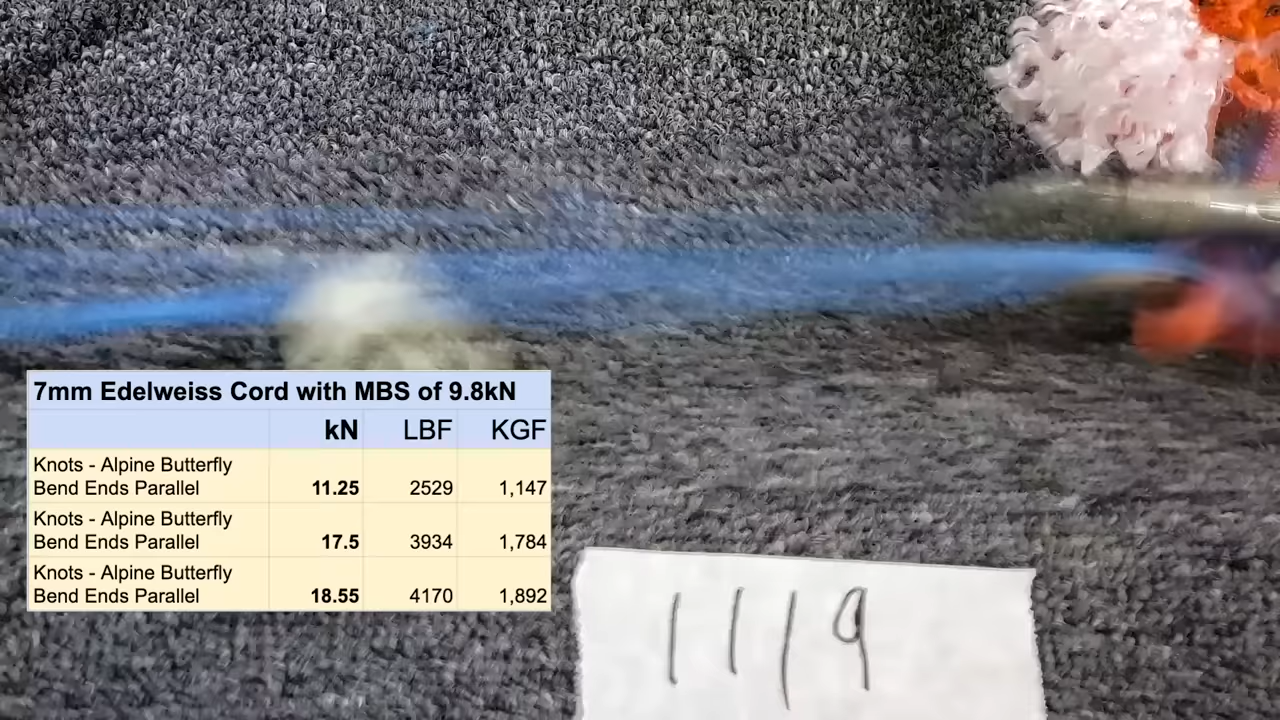 7mm Edelweiss Cord with MBS of 9.8kN
kN LBF KGF
Knots - Alpine Butterfly
Bend Ends Parallel 11.25 2529 1,147
Knots - Alpine Butterfly
Bend Ends Parallel 17.5 3934 1,784
Knots - Alpine Butterfly
Bend Ends Parallel 18.55 4170 1,892
1119